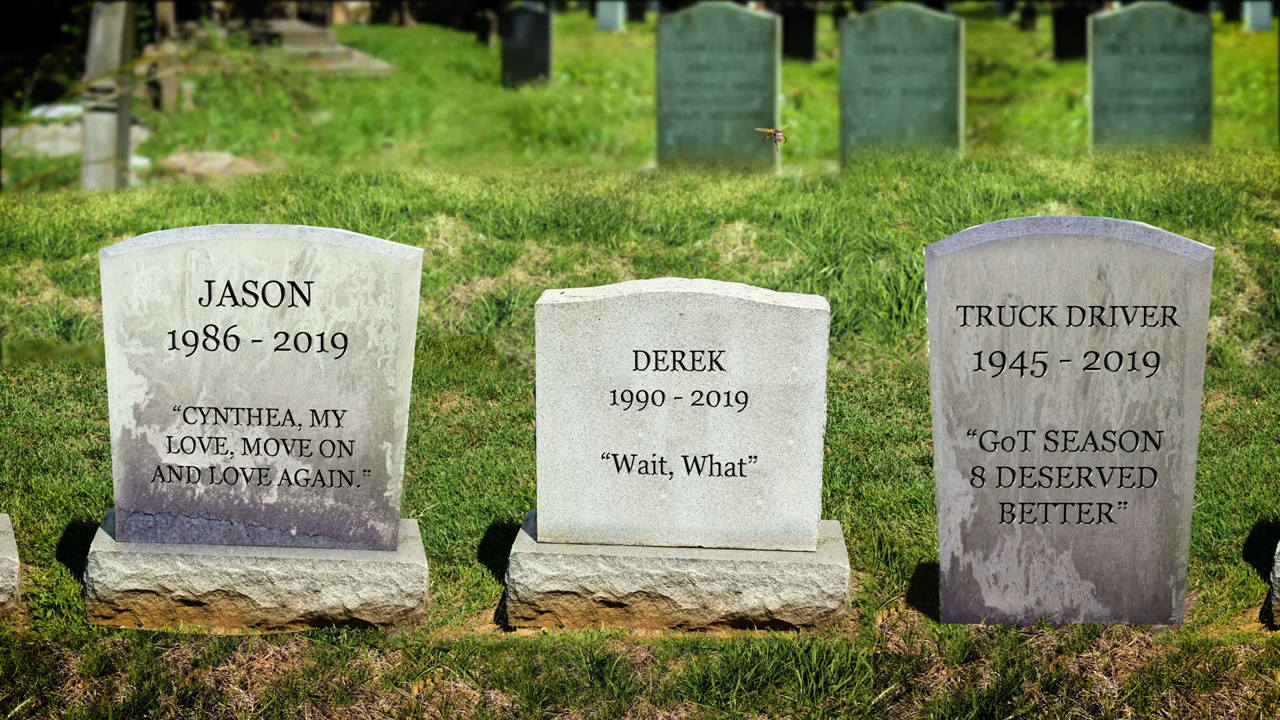 JASON
1986 - 2019
“CYNTHEA, MY
LOVE, MOVE ON
AND LOVE AGAIN.”
DEREK
1990 - 2019
“Wait, What”
TRUCK DRIVER
1945 - 2019
“GoT SEASON
8 DESERVED
BETTER”